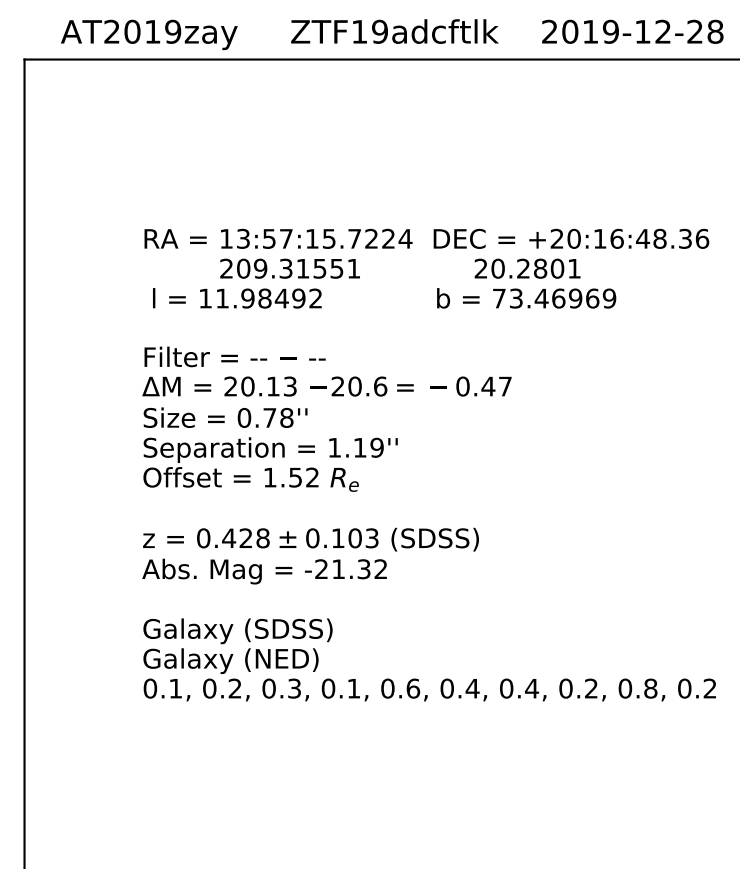 AT2019zay ZTF19adcftlk 2019-12-28
RA = 13:57:15.7224 DEC = +20:16:48.36
209.31551 20.2801
l = 11.98492 b = 73.46969
Filter = -- − --
ΔM = 20.13 −20.6 = − 0.47
Size = 0.78''
Separation = 1.19''
Offset = 1.52 Rₑ
z = 0.428 ± 0.103 (SDSS)
Abs. Mag = -21.32
Galaxy (SDSS)
Galaxy (NED)
0.1, 0.2, 0.3, 0.1, 0.6, 0.4, 0.4, 0.2, 0.8, 0.2